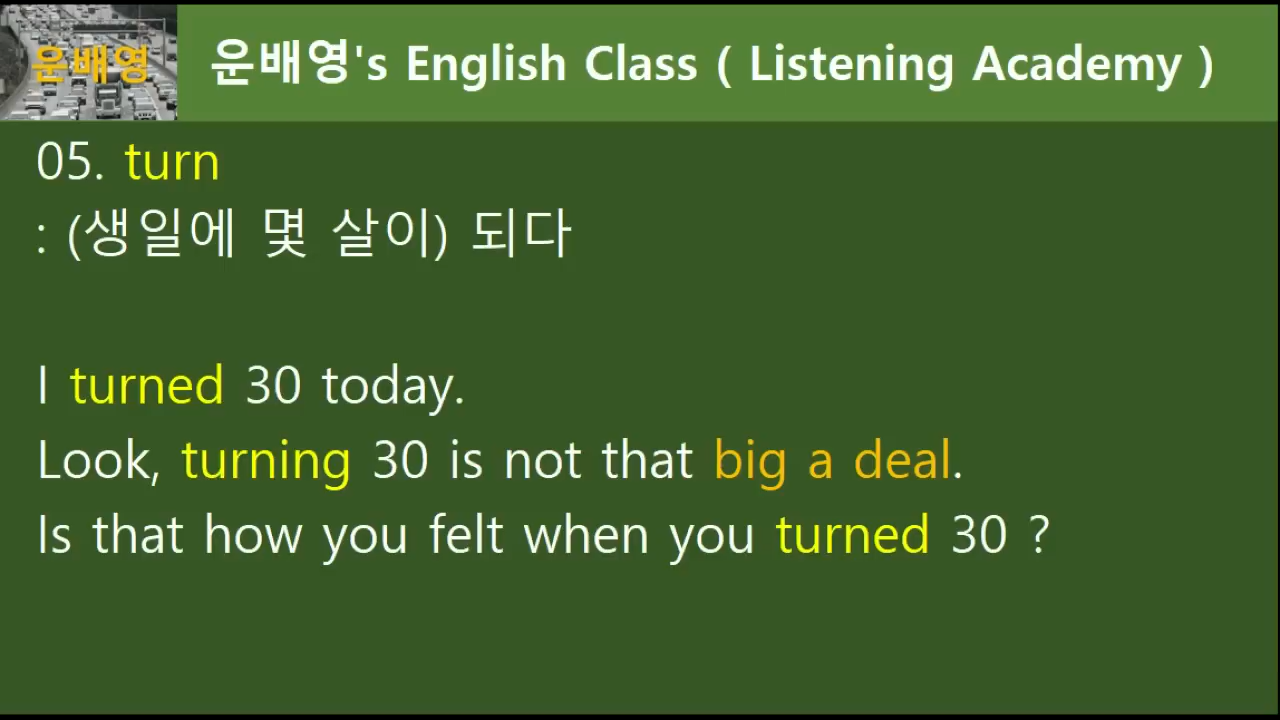 운배영
운배영's English Class ( Listening Academy )
05. turn
: (생일에 몇 살이) 되다
I turned 30 today.
Look, turning 30 is not that big a deal.
Is that how you felt when you turned 30 ?